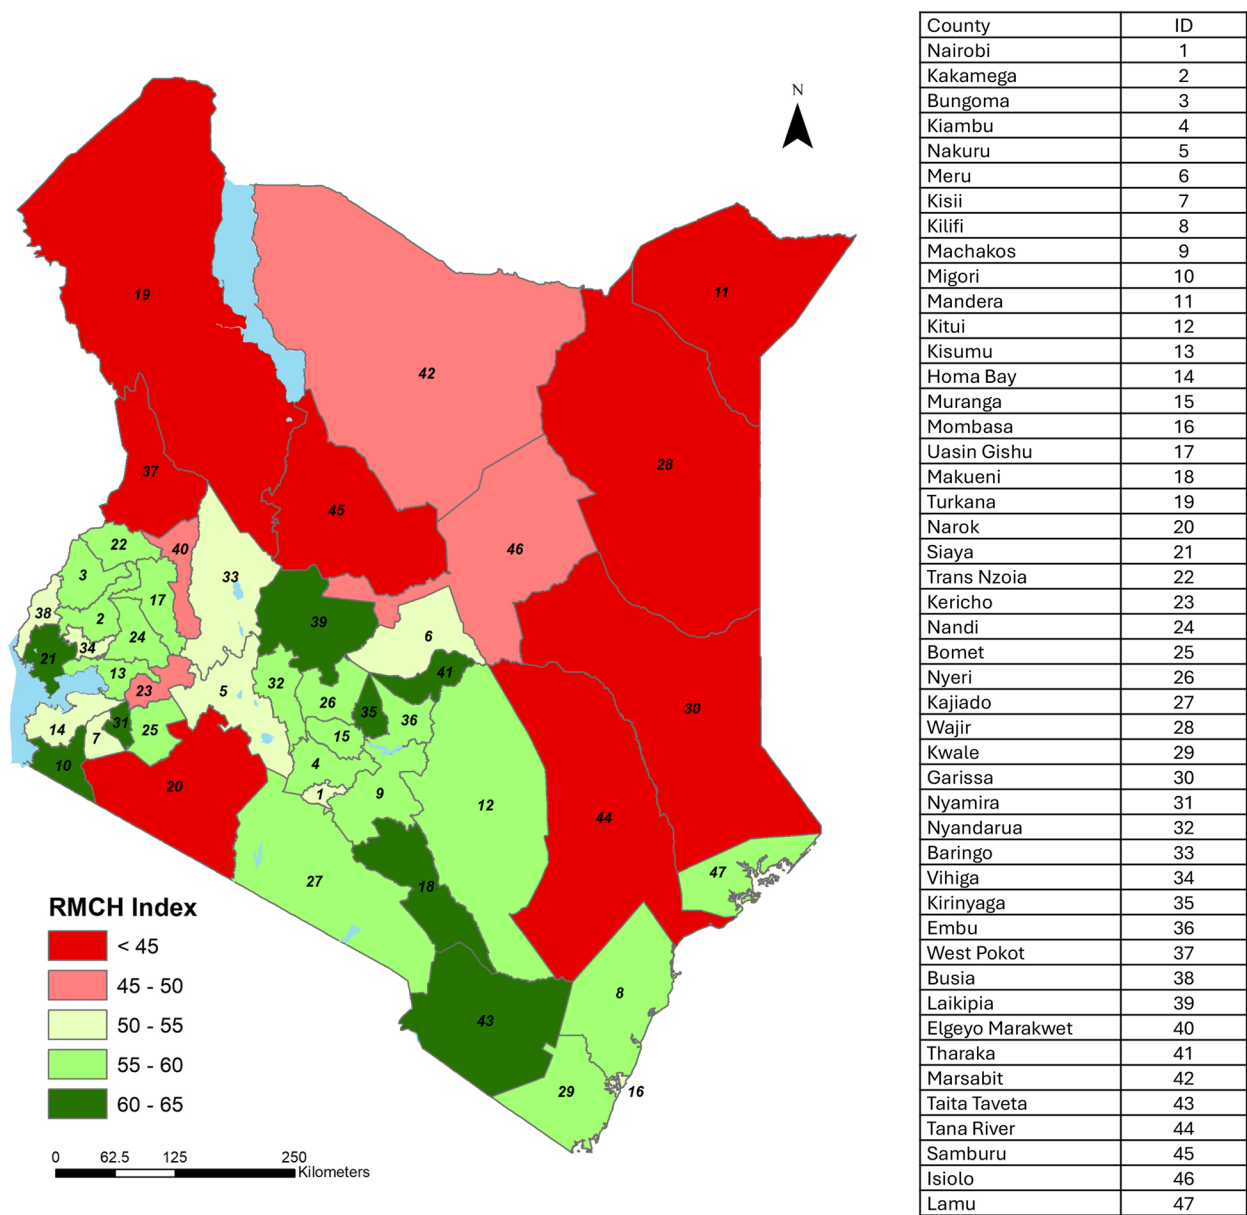 N
19
11
42
28
37
45
40
46
22
33
3
17
38
2
39
24
6
34
21
13
41
32
23
5
26
35
30
31
36
14
25
7
15
10
4
20
1
9
12
44
27
47
18
8
43
29
16
RMCH Index
< 45
45 - 50
50 - 55
55 - 60
60 - 65
0 62.5 125 250
Kilometers
County ID
Nairobi 1
Kakamega 2
Bungoma 3
Kiambu 4
Nakuru 5
Meru 6
Kisii 7
Kilifi 8
Machakos 9
Migori 10
Mandera 11
Kitui 12
Kisumu 13
Homa Bay 14
Muranga 15
Mombasa 16
Uasin Gishu 17
Makueni 18
Turkana 19
Narok 20
Siaya 21
Trans Nzoia 22
Kericho 23
Nandi 24
Bomet 25
Nyeri 26
Kajiado 27
Wajir 28
Kwale 29
Garissa 30
Nyamira 31
Nyandarua 32
Baringo 33
Vihiga 34
Kirinyaga 35
Embu 36
West Pokot 37
Busia 38
Laikipia 39
Elgeyo Marakwet 40
Tharaka 41
Marsabit 42
Taita Taveta 43
Tana River 44
Samburu 45
Isiolo 46
Lamu 47